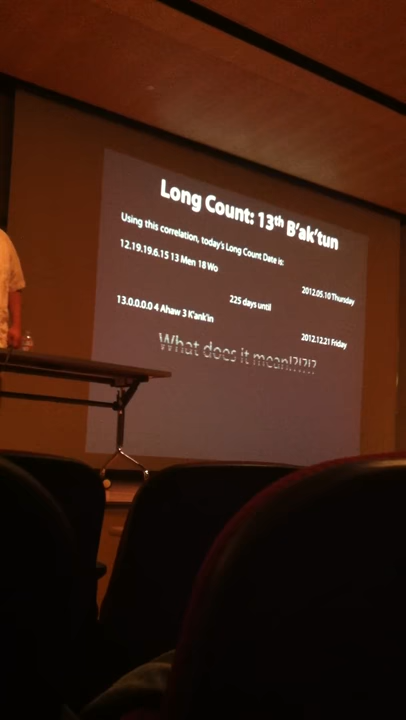 Long Count: 13th B'ak'tun
Using this correlation, today's Long Count Date is:
12.19.19.6.15 13 Men 18 Wo
2012.05.10 Thursday
225 days until
13.0.0.0.0 4 Ahaw 3 K'ank'in
2012.12.21 Friday
What does it mean!?!?!?